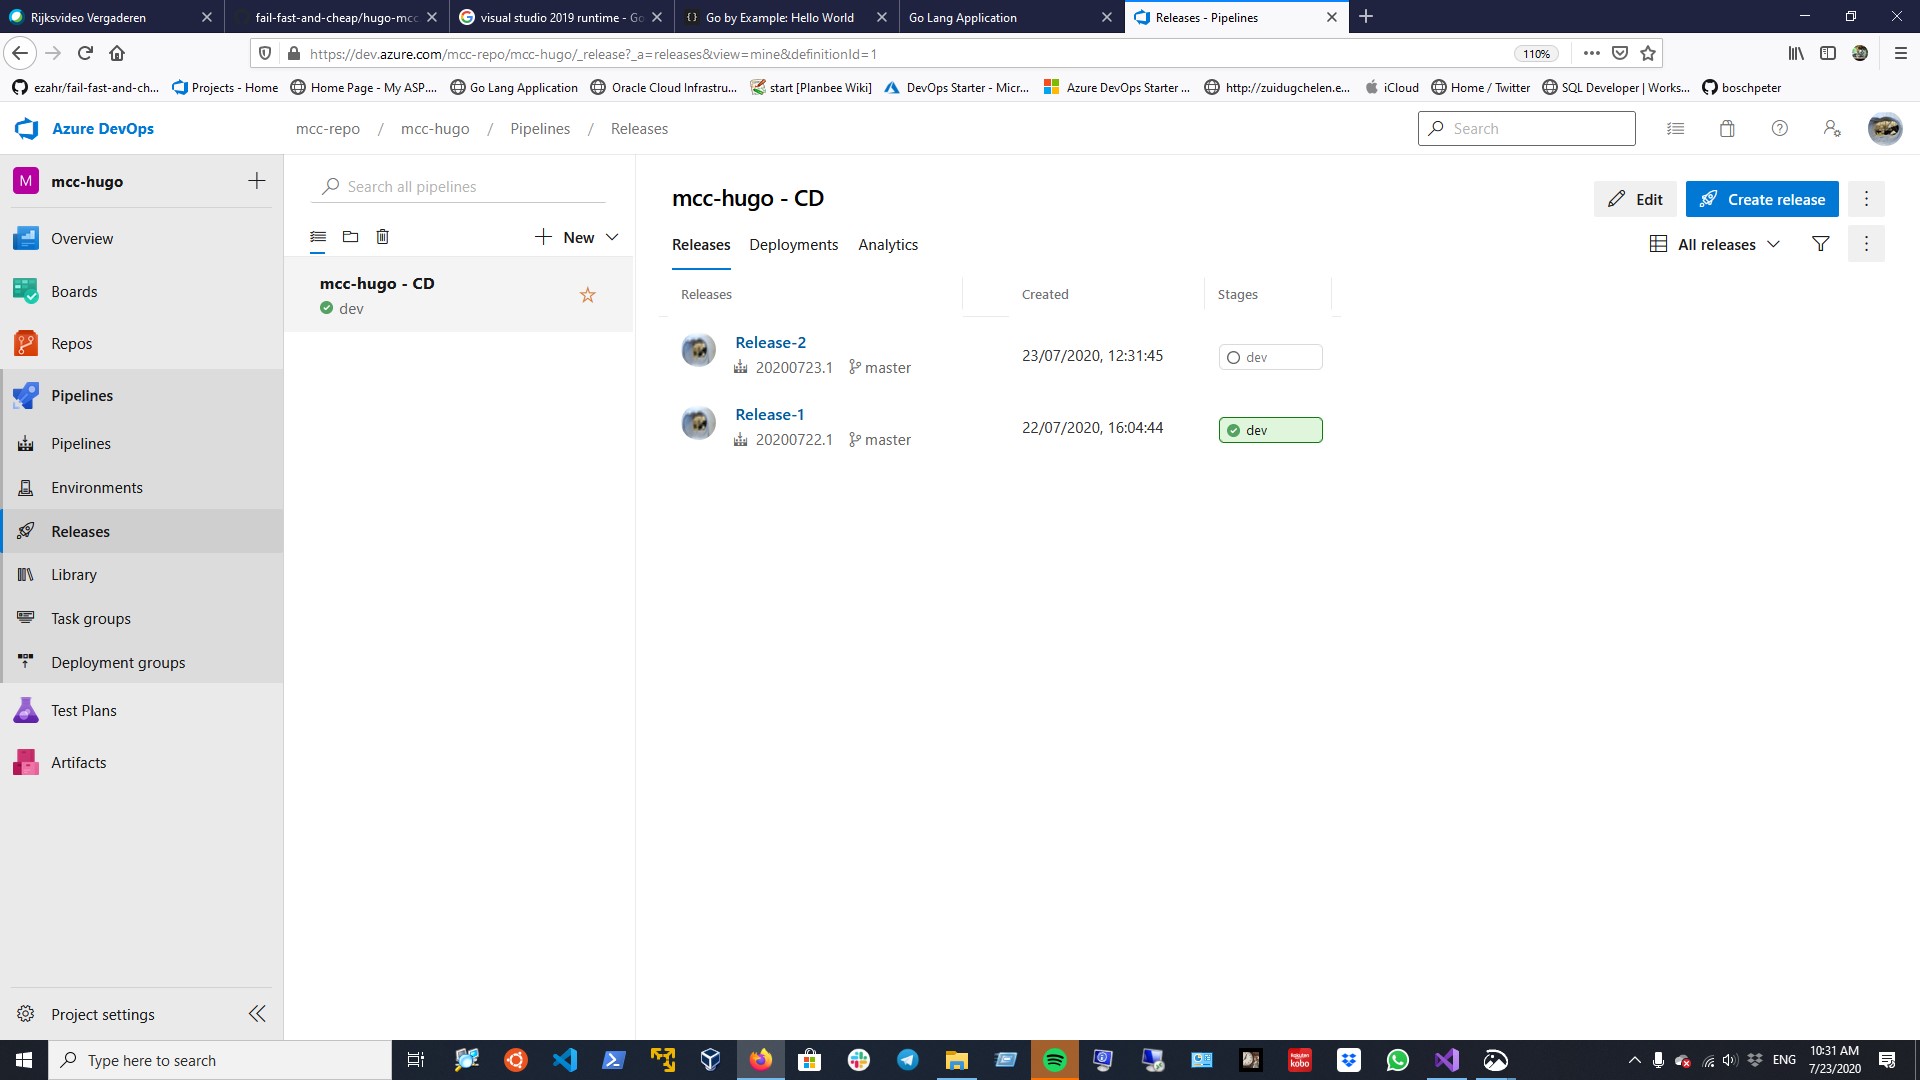 Rijksvideo Vergaderen
fail-fast-and-cheap/hugo-mcc
visual studio 2019 runtime - Go
Go by Example: Hello World
Go Lang Application
Releases - Pipelines
https://dev.azure.com/mcc-repo/mcc-hugo/_release?_a=releases&view=mine&definitionId=1
110%
ezahr/fail-fast-and-ch...
Projects - Home
Home Page - My ASP....
Go Lang Application
Oracle Cloud Infrastru...
start [Planbee Wiki]
DevOps Starter - Micr...
Azure DevOps Starter ...
http://zuidugchelen.e...
iCloud
Home / Twitter
SQL Developer | Works...
boschpeter
Azure DevOps
mcc-repo / mcc-hugo / Pipelines / Releases
Search
M
mcc-hugo
Overview
Boards
Repos
Pipelines
Pipelines
Environments
Releases
Library
Task groups
Deployment groups
Test Plans
Artifacts
Project settings
Search all pipelines
New
mcc-hugo - CD
dev
mcc-hugo - CD
Edit
Create release
Releases
Deployments
Analytics
All releases
Releases
Created
Stages
Release-2
20200723.1
master
23/07/2020, 12:31:45
dev
Release-1
20200722.1
master
22/07/2020, 16:04:44
dev
Type here to search
Rakuten
kobo
ENG
10:31 AM
7/23/2020